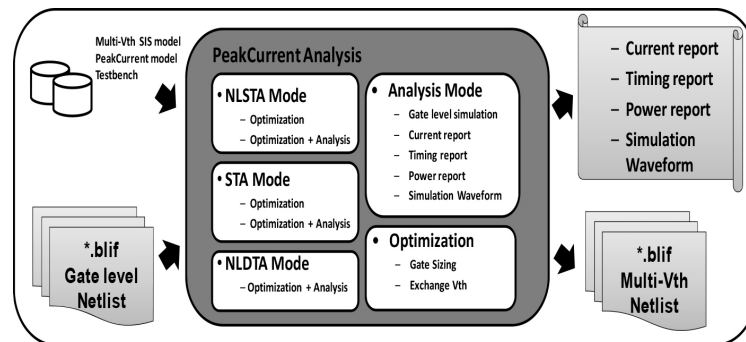 Multi-Vth SIS model
PeakCurrent model
Testbench
*.blif
Gate level
Netlist
PeakCurrent Analysis
• NLSTA Mode
– Optimization
– Optimization + Analysis
• STA Mode
– Optimization
– Optimization + Analysis
• NLDTA Mode
– Optimization + Analysis
• Analysis Mode
– Gate level simulation
– Current report
– Timing report
– Power report
– Simulation Waveform
• Optimization
– Gate Sizing
– Exchange Vth
– Current report
– Timing report
– Power report
– Simulation
Waveform
*.blif
Multi-Vth
Netlist